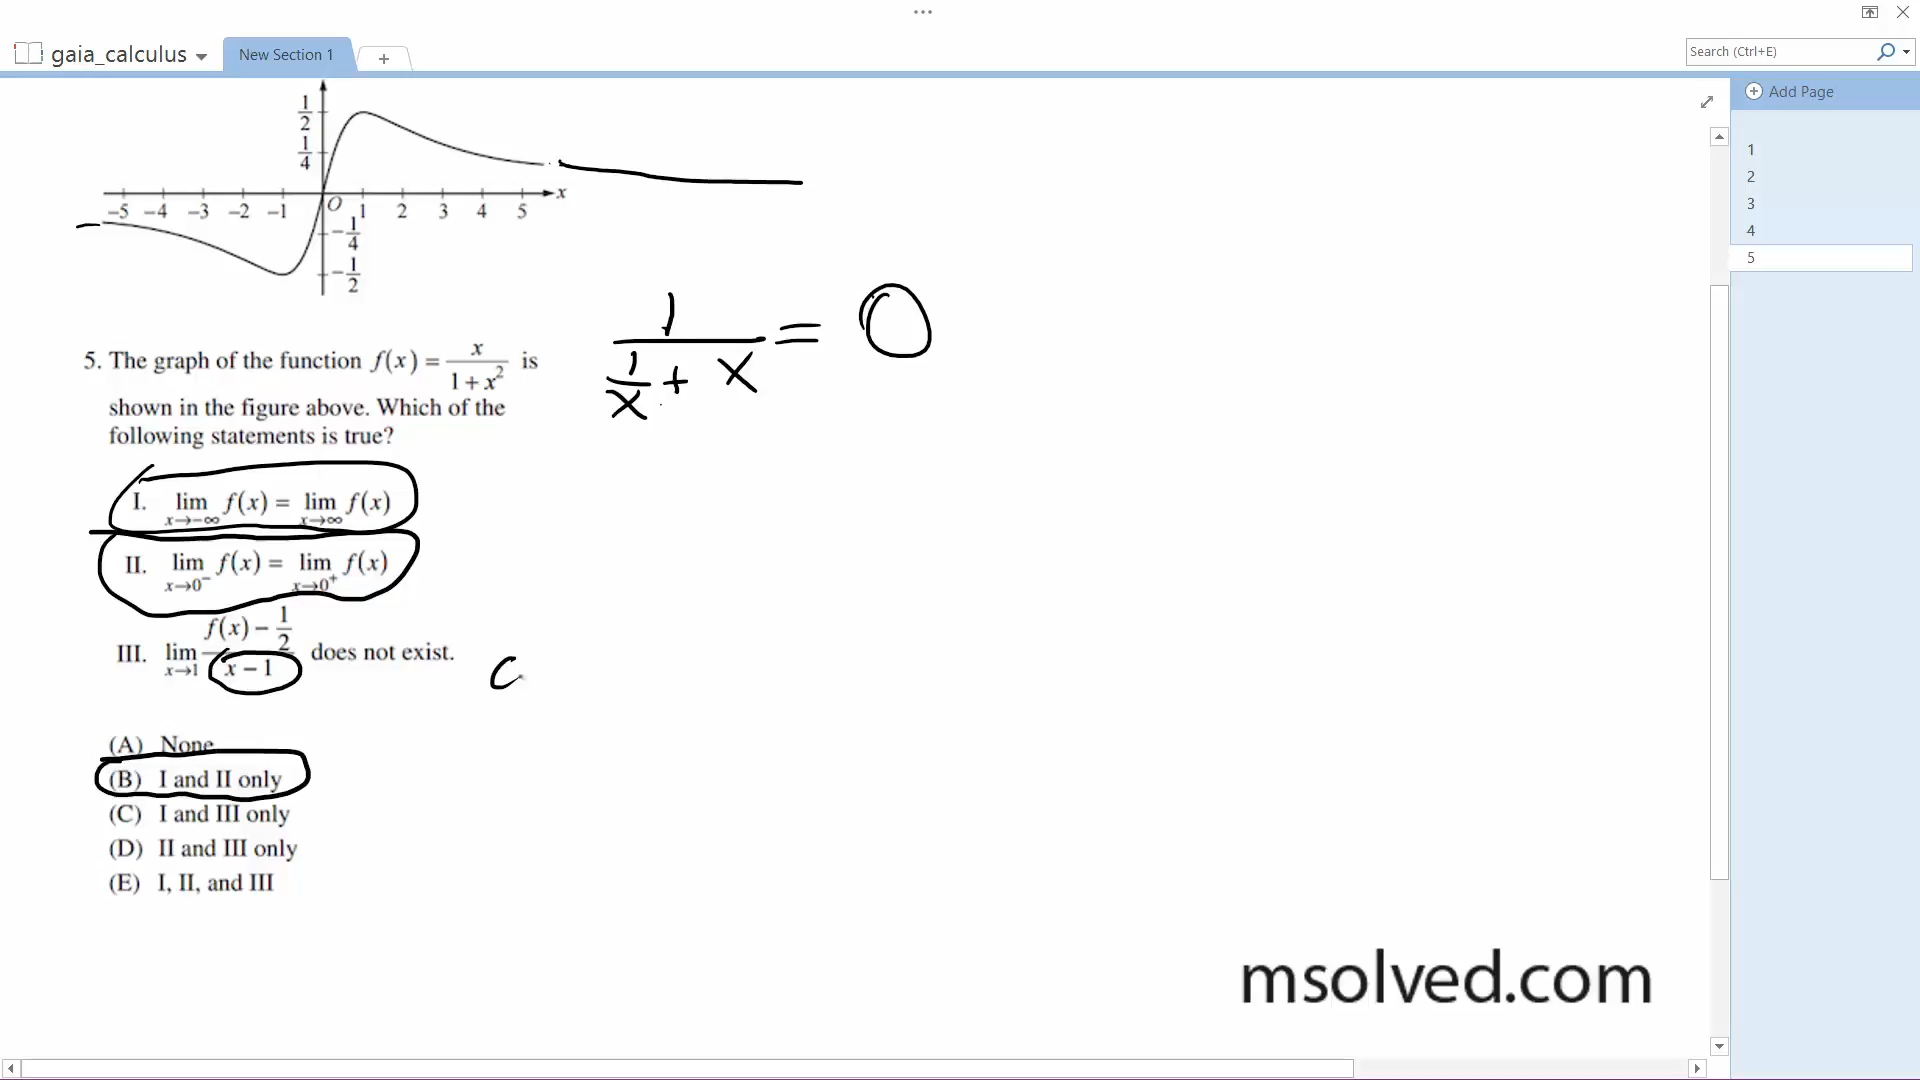 ...
gaia_calculus New Section 1 +
Search (Ctrl+E)
Add Page
1
2
3
4
5
1/2
1/4
-5 -4 -3 -2 -1 O 1 2 3 4 5 x
-1/4
-1/2
1/(1/x + x) = 0
5. The graph of the function f(x) = x/(1+x²) is
shown in the figure above. Which of the
following statements is true?
I. lim x→-∞ f(x) = lim x→∞ f(x)
II. lim x→0⁻ f(x) = lim x→0⁺ f(x)
III. lim x→1 (f(x) - 1/2)/(x - 1) does not exist.
(A) None
(B) I and II only
(C) I and III only
(D) II and III only
(E) I, II, and III
msolved.com